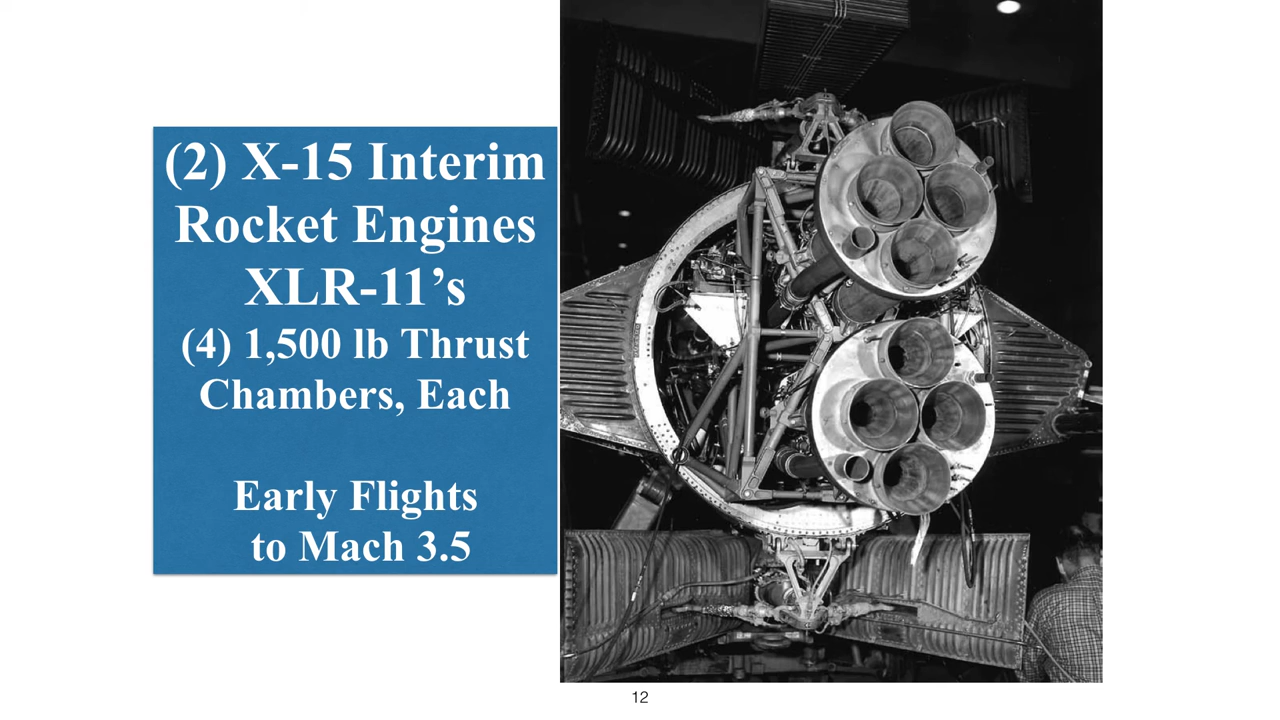 (2) X-15 Interim
Rocket Engines
XLR-11’s
(4) 1,500 lb Thrust
Chambers, Each
Early Flights
to Mach 3.5
12